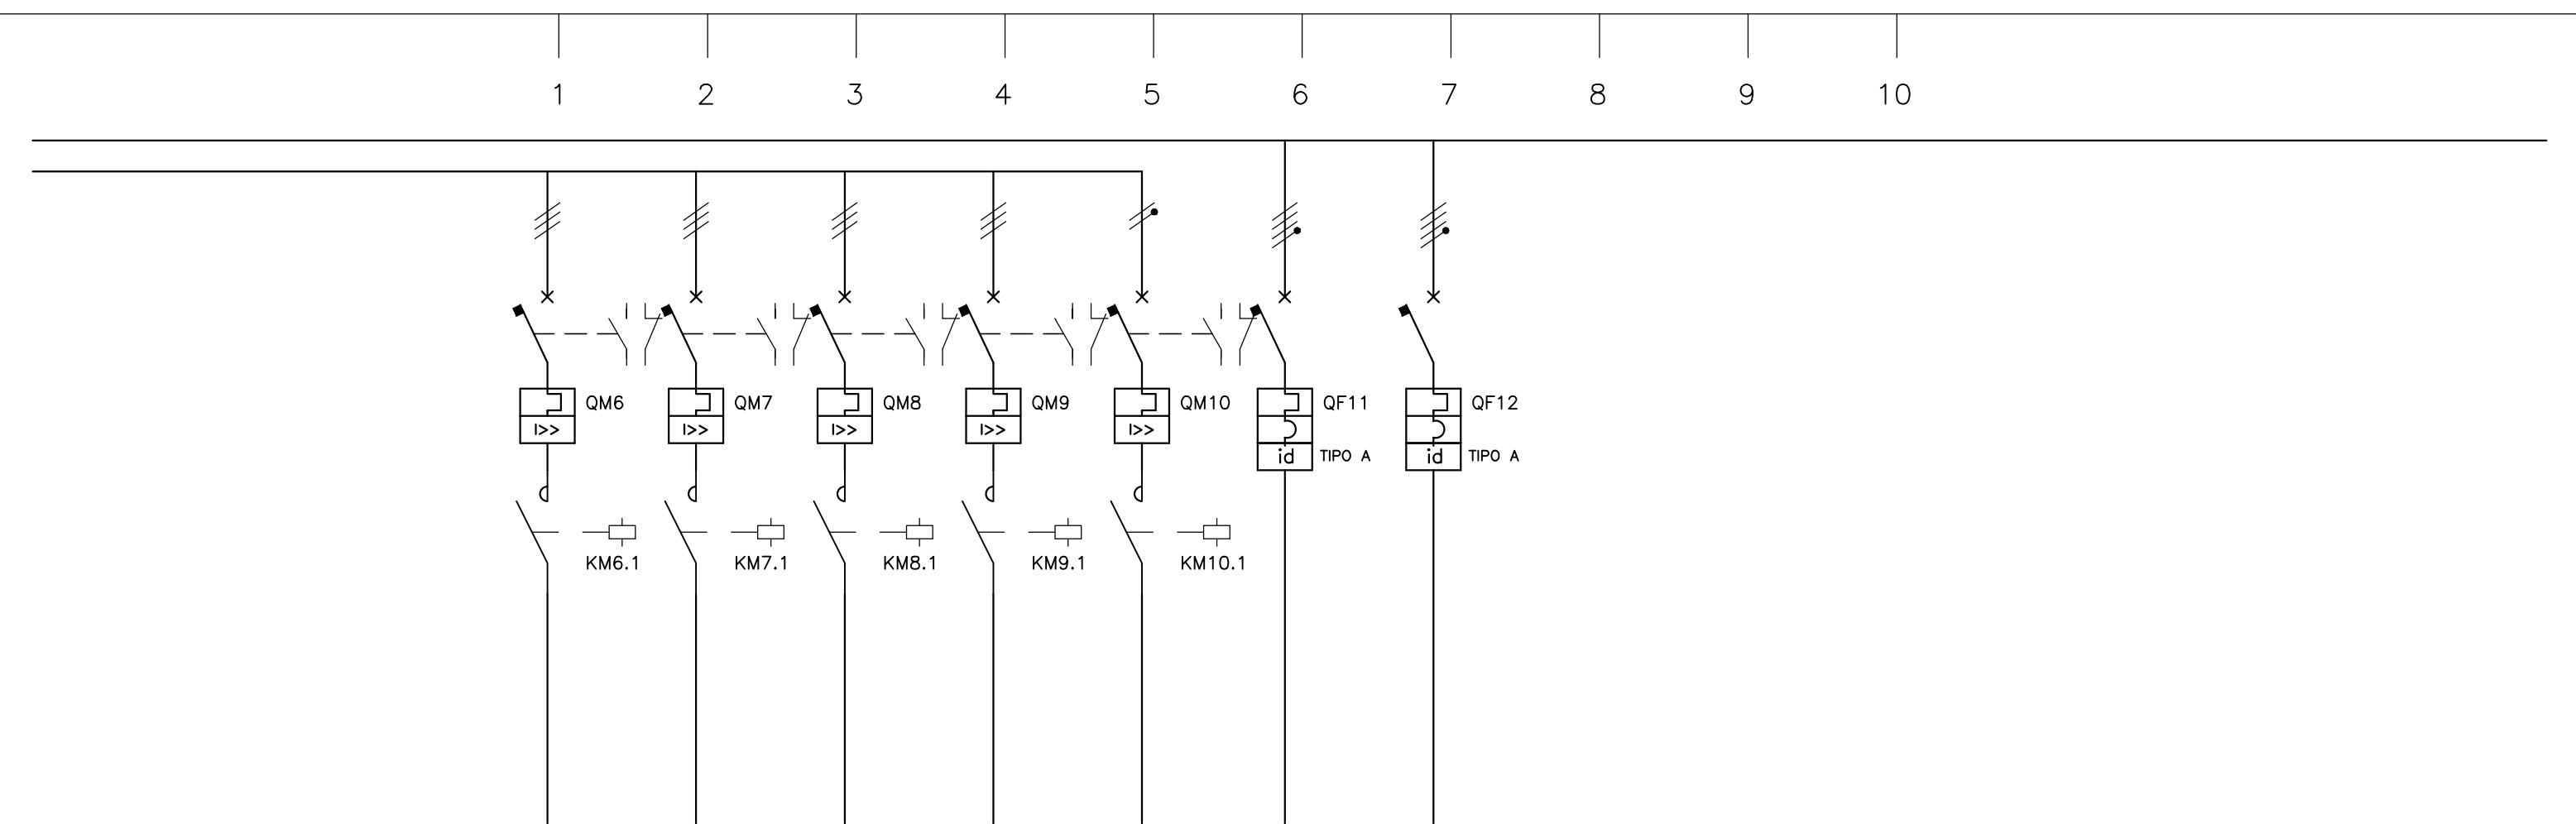 1 2 3 4 5 6 7 8 9 10
QM6 QM7 QM8 QM9 QM10 QF11 QF12
I>> I>> I>> I>> I>>
id TIPO A id TIPO A
KM6.1 KM7.1 KM8.1 KM9.1 KM10.1